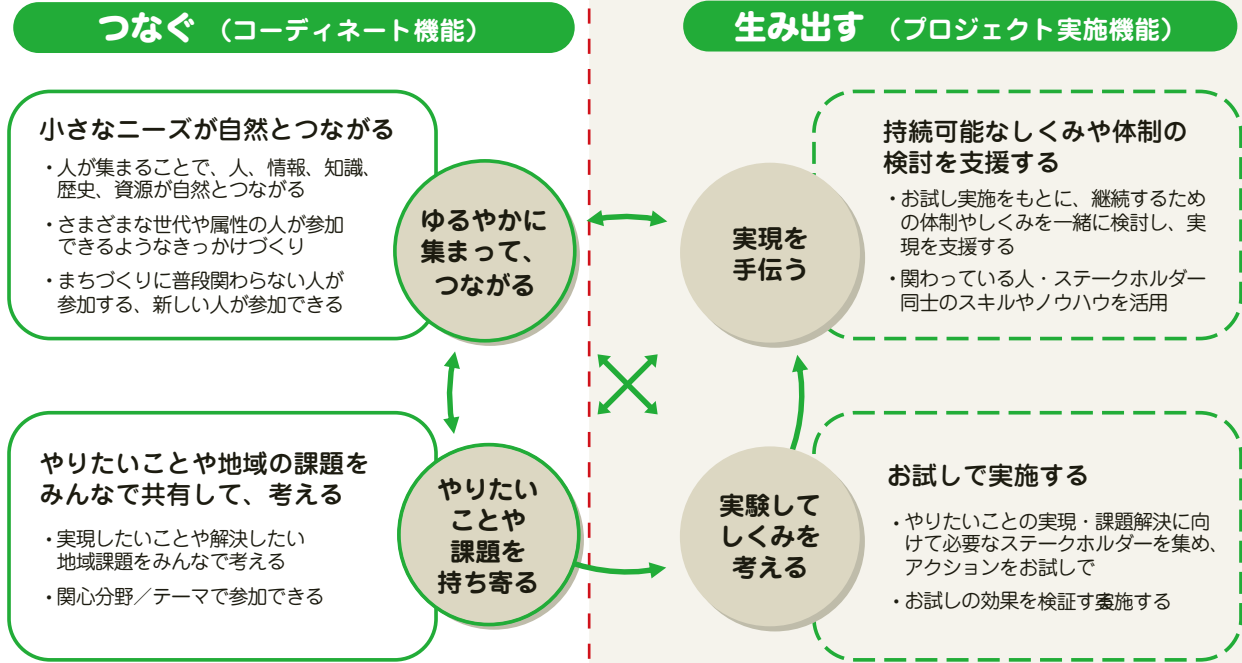 つなぐ（コーディネート機能）
生み出す（プロジェクト実施機能）
小さなニーズが自然とつながる
・人が集まることで、人、情報、知識、
歴史、資源が自然とつながる
・さまざまな世代や属性の人が参加
できるようなきっかけづくり
・まちづくりに普段関わらない人が
参加する、新しい人が参加できる
ゆるやかに
集まって、
つながる
実現を
手伝う
持続可能なしくみや体制の
検討を支援する
・お試し実施をもとに、継続するため
の体制やしくみを一緒に検討し、実
現を支援する
・関わっている人・ステークホルダー
同士のスキルやノウハウを活用
やりたいことや地域の課題を
みんなで共有して、考える
・実現したいことや解決したい
地域課題をみんなで考える
・関心分野／テーマで参加できる
やりたい
ことや
課題を
持ち寄る
実験して
しくみを
考える
お試しで実施する
・やりたいことの実現・課題解決に向
けて必要なステークホルダーを集め、
アクションをお試しで
・お試しの効果を検証する実施する